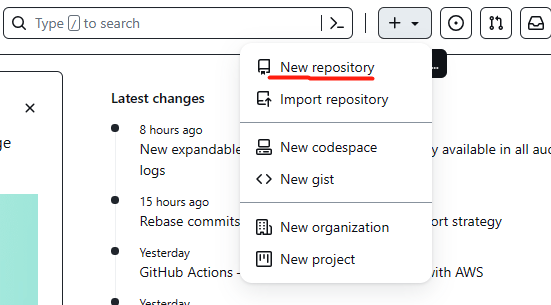 Type / to search
New repository
...
Import repository
Latest changes
ge
8 hours ago
New expandable
y available in all au
logs
New codespace
New gist
15 hours ago
Rebase commits
ort strategy
New organization
Yesterday
GitHub Actions -
with AWS
New project
Yesterday